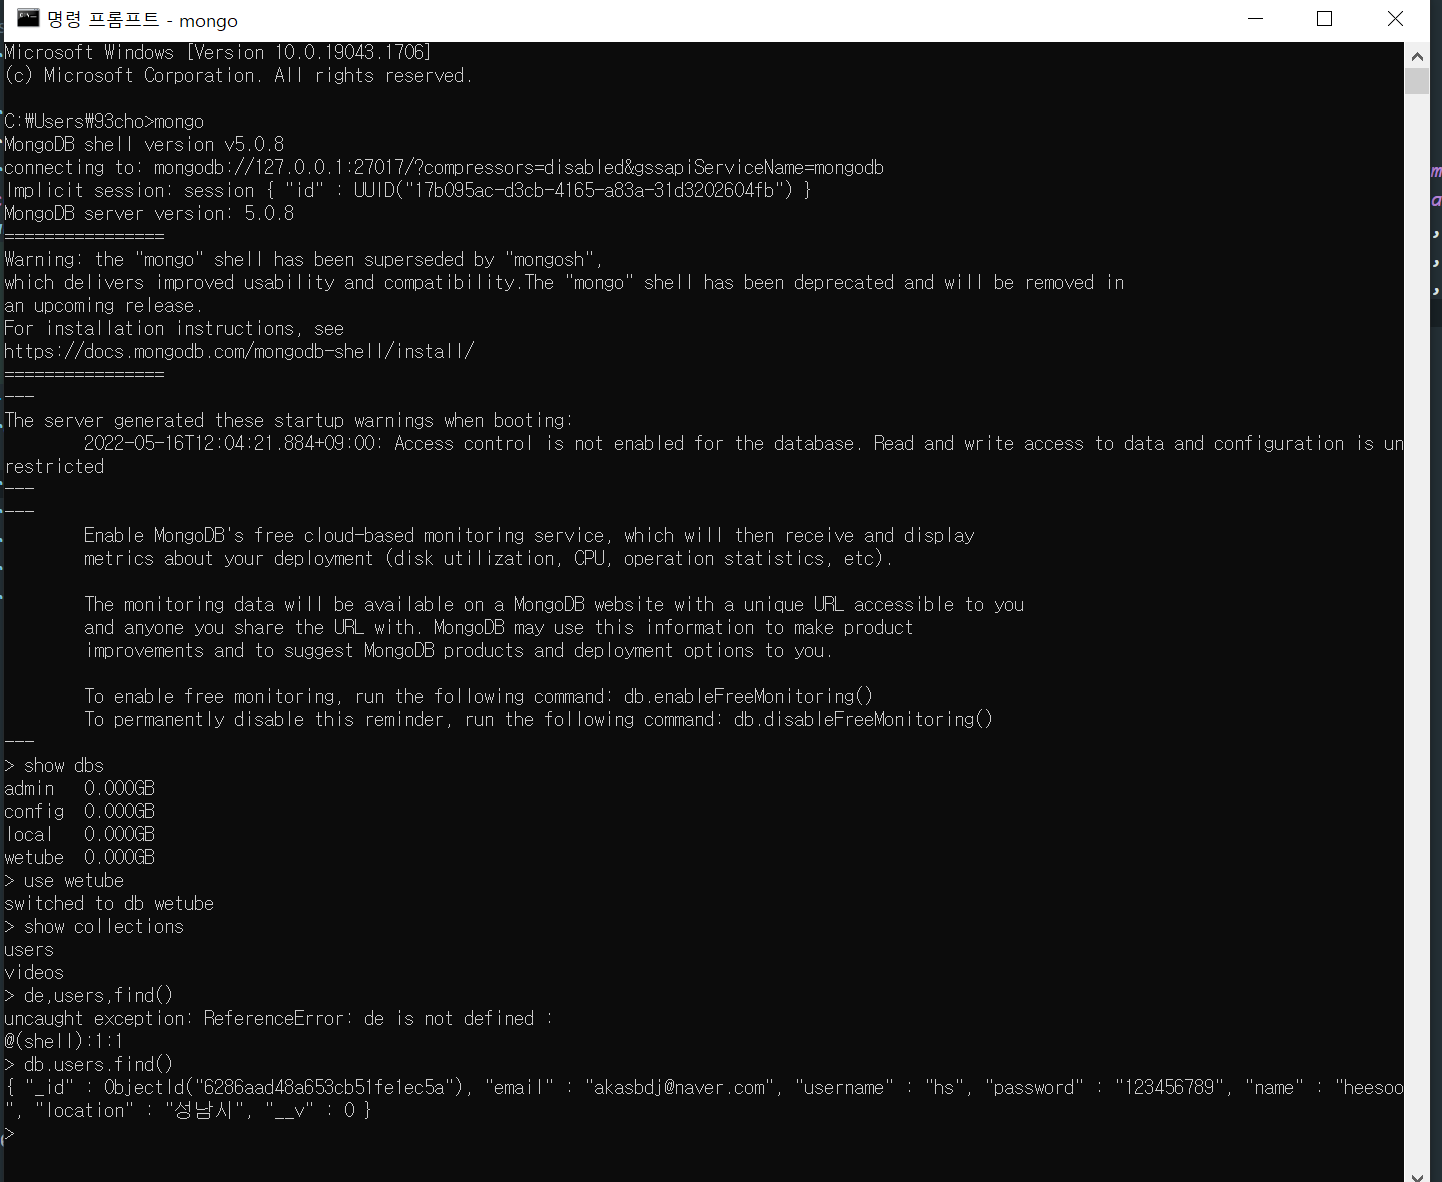 명령 프롬프트 - mongo
Microsoft Windows [Version 10.0.19043.1706]
(c) Microsoft Corporation. All rights reserved.
C:₩Users₩93cho>mongo
MongoDB shell version v5.0.8
connecting to: mongodb://127.0.0.1:27017/?compressors=disabled&gssapiServiceName=mongodb
Implicit session: session { "id" : UUID("17b095ac-d3cb-4165-a83a-31d3202604fb") }
MongoDB server version: 5.0.8
================
Warning: the "mongo" shell has been superseded by "mongosh",
which delivers improved usability and compatibility.The "mongo" shell has been deprecated and will be removed in
an upcoming release.
For installation instructions, see
https://docs.mongodb.com/mongodb-shell/install/
================
---
The server generated these startup warnings when booting:
2022-05-16T12:04:21.884+09:00: Access control is not enabled for the database. Read and write access to data and configuration is un
restricted
---
---
Enable MongoDB's free cloud-based monitoring service, which will then receive and display
metrics about your deployment (disk utilization, CPU, operation statistics, etc).
The monitoring data will be available on a MongoDB website with a unique URL accessible to you
and anyone you share the URL with. MongoDB may use this information to make product
improvements and to suggest MongoDB products and deployment options to you.
To enable free monitoring, run the following command: db.enableFreeMonitoring()
To permanently disable this reminder, run the following command: db.disableFreeMonitoring()
---
> show dbs
admin   0.000GB
config  0.000GB
local   0.000GB
wetube  0.000GB
> use wetube
switched to db wetube
> show collections
users
videos
> de,users,find()
uncaught exception: ReferenceError: de is not defined :
@(shell):1:1
> db.users.find()
{ "_id" : ObjectId("6286aad48a653cb51fe1ec5a"), "email" : "akasbdj@naver.com", "username" : "hs", "password" : "123456789", "name" : "heesoo
", "location" : "성남시", "__v" : 0 }
>